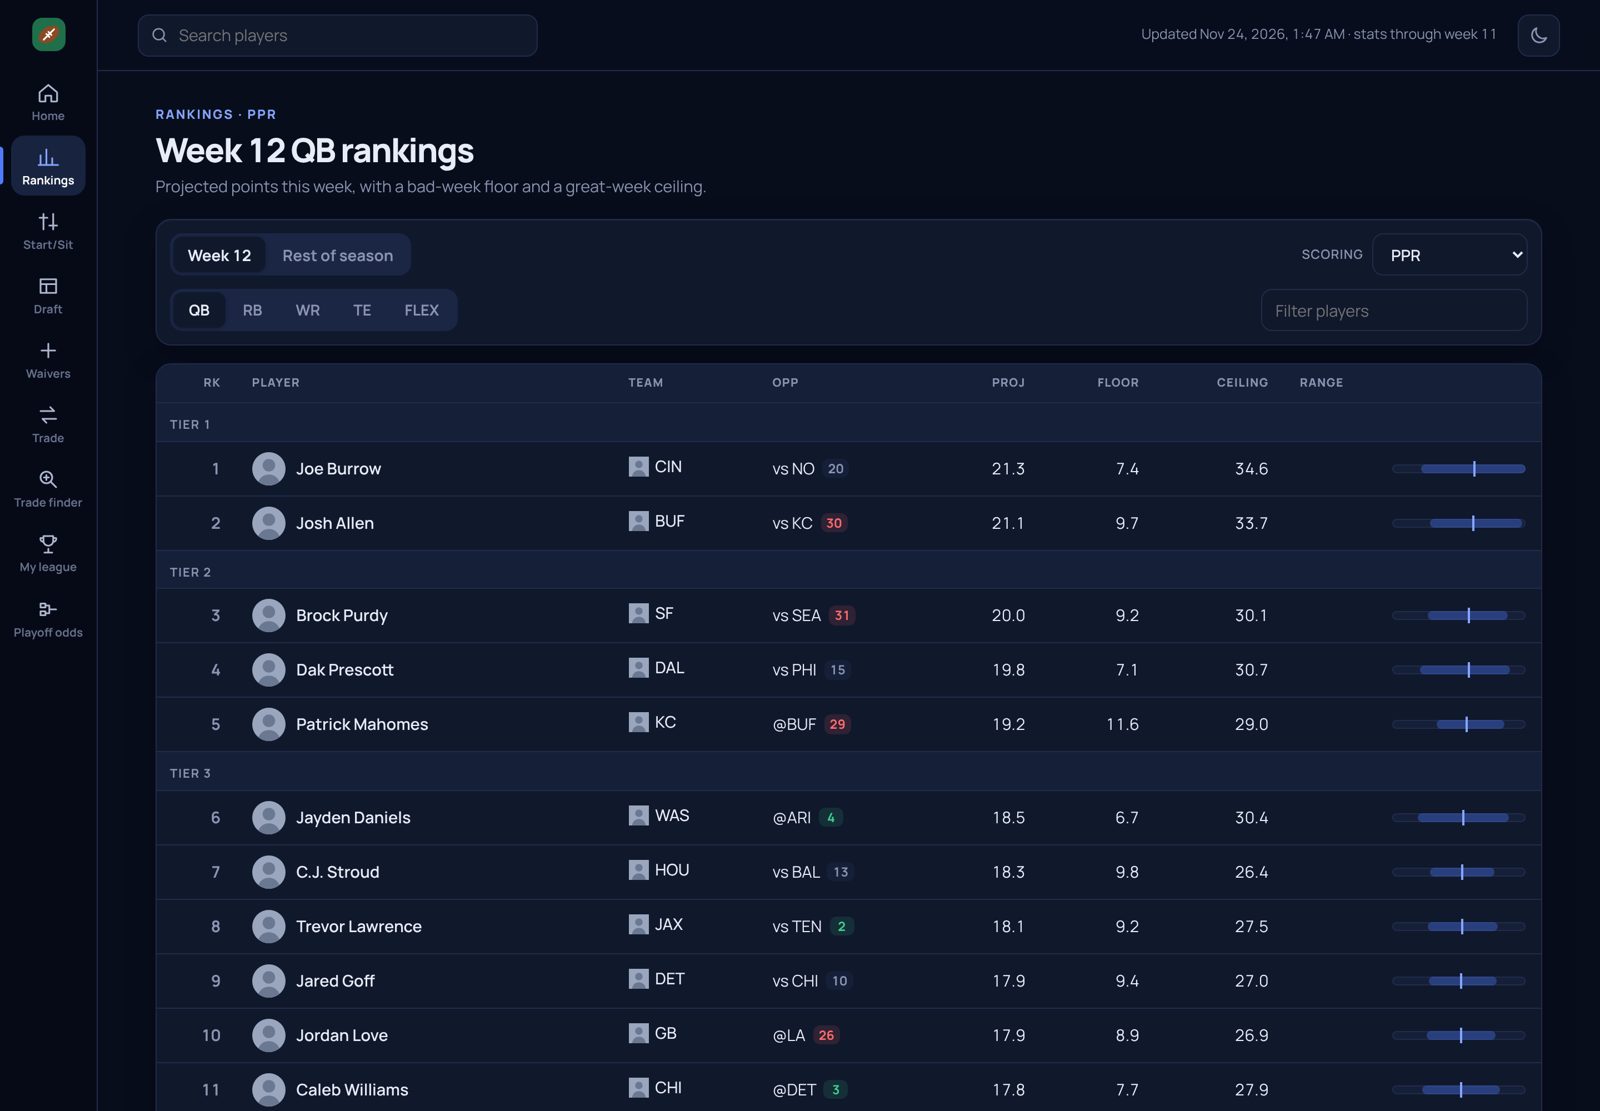 Search players
Updated Nov 24, 2026, 1:47 AM · stats through week 11
Home
Rankings
Start/Sit
Draft
Waivers
Trade
Trade finder
My league
Playoff odds
RANKINGS · PPR
Week 12 QB rankings
Projected points this week, with a bad-week floor and a great-week ceiling.
Week 12 Rest of season
SCORING PPR
QB RB WR TE FLEX
Filter players
RK PLAYER TEAM OPP PROJ FLOOR CEILING RANGE
TIER 1
1 Joe Burrow CIN vs NO 20 21.3 7.4 34.6
2 Josh Allen BUF vs KC 30 21.1 9.7 33.7
TIER 2
3 Brock Purdy SF vs SEA 31 20.0 9.2 30.1
4 Dak Prescott DAL vs PHI 15 19.8 7.1 30.7
5 Patrick Mahomes KC @BUF 29 19.2 11.6 29.0
TIER 3
6 Jayden Daniels WAS @ARI 4 18.5 6.7 30.4
7 C.J. Stroud HOU vs BAL 13 18.3 9.8 26.4
8 Trevor Lawrence JAX vs TEN 2 18.1 9.2 27.5
9 Jared Goff DET vs CHI 10 17.9 9.4 27.0
10 Jordan Love GB @LA 26 17.9 8.9 26.9
11 Caleb Williams CHI @DET 3 17.8 7.7 27.9